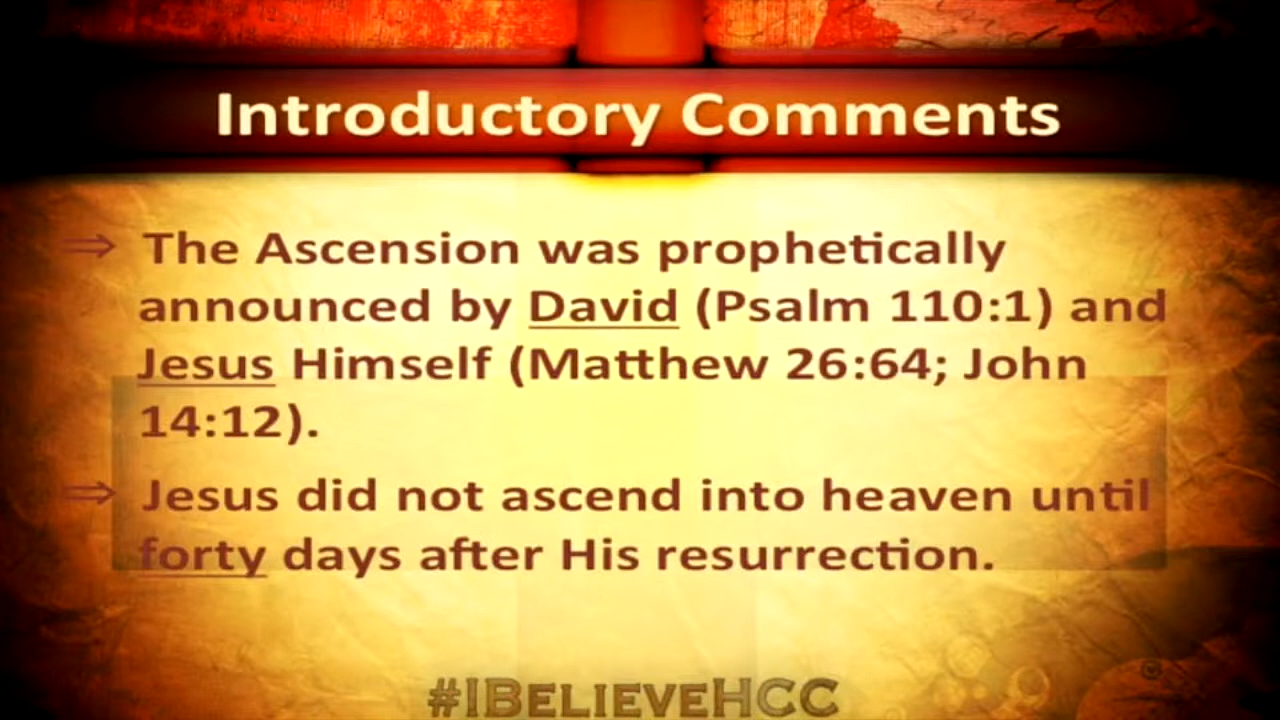 Introductory Comments
⇒ The Ascension was prophetically
announced by David (Psalm 110:1) and
Jesus Himself (Matthew 26:64; John
14:12).
⇒ Jesus did not ascend into heaven until
forty days after His resurrection.
#IBELIEVEHCC